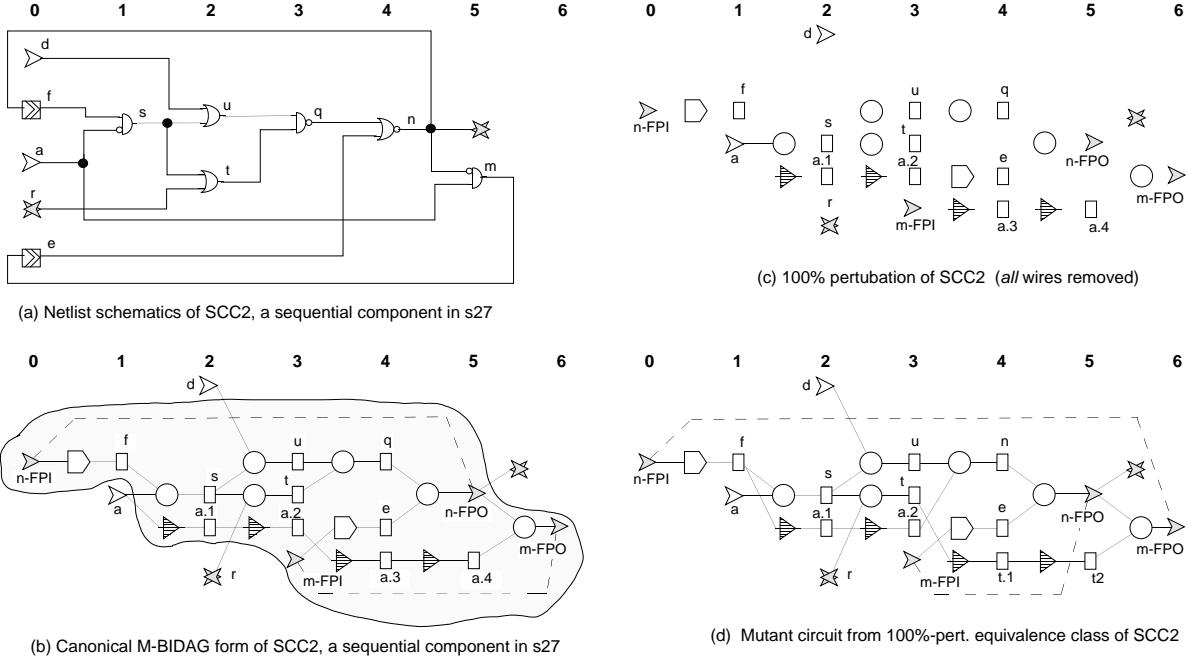 0 1 2 3 4 5 6
d
f
s
u
q
n
a
t
m
r
e
(a) Netlist schematics of SCC2, a sequential component in s27
0 1 2 3 4 5 6
d
f
u
q
n-FPI
s
t
a
a.1
a.2
e
n-FPO
r
m-FPI
a.3
a.4
m-FPO
(c) 100% pertubation of SCC2 (all wires removed)
0 1 2 3 4 5 6
d
f
u
q
n-FPI
s
t
a
a.1
a.2
e
n-FPO
m-FPO
r
m-FPI
a.3
a.4
(b) Canonical M-BIDAG form of SCC2, a sequential component in s27
0 1 2 3 4 5 6
d
f
u
n
n-FPI
s
t
a
a.1
a.2
e
n-FPO
m-FPO
r
m-FPI
t.1
t2
(d) Mutant circuit from 100%-pert. equivalence class of SCC2